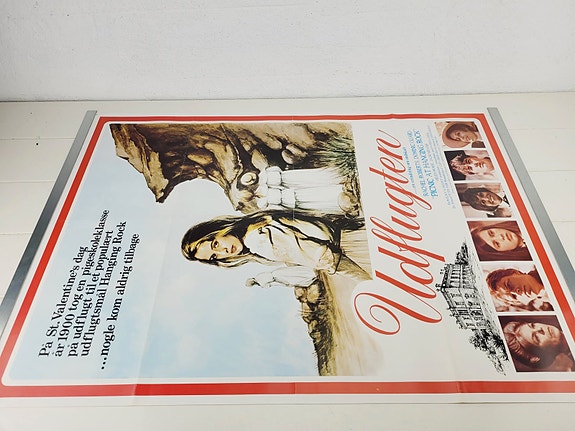 På St. Valentine's dag
år 1900 tog en pigeskoleklasse
på udflugt til et populært
udflugtsmål Hanging Rock
...nogle kom aldrig tilbage
Udflugten
PICNIC AT HANGING ROCK